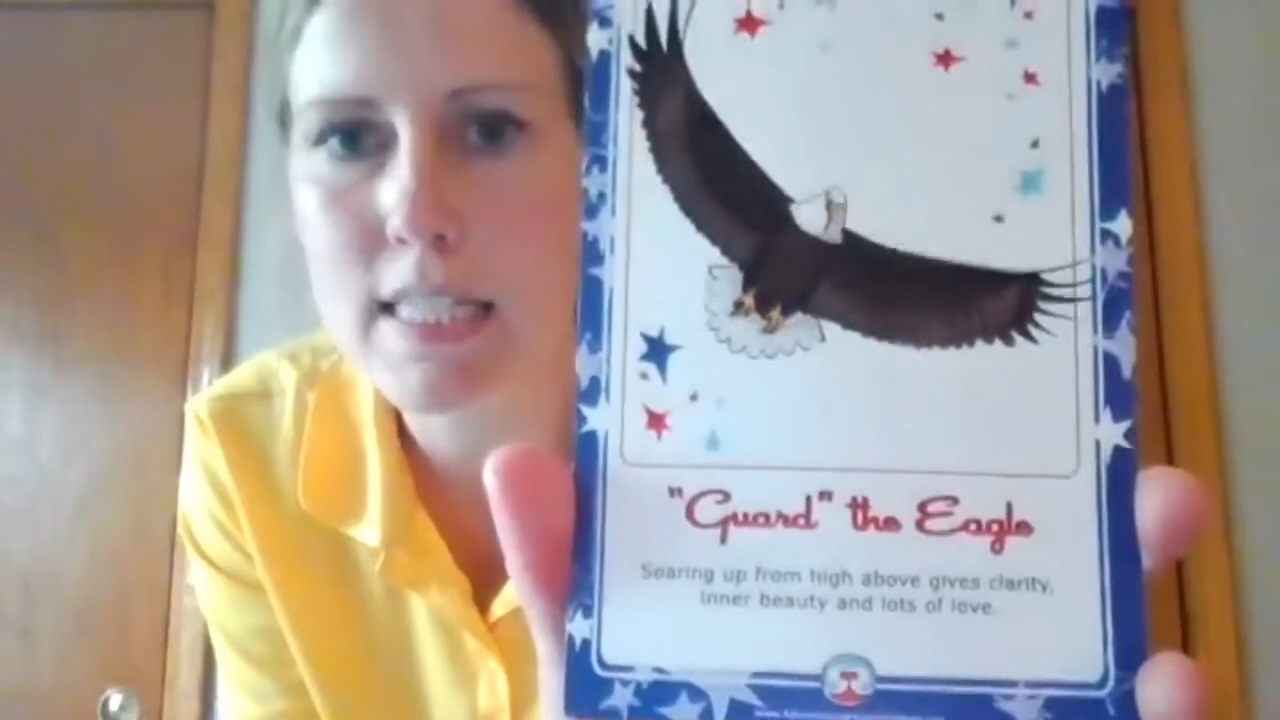 "Guard" the Eagle
Soaring up from high above gives clarity,
inner beauty and lots of love.